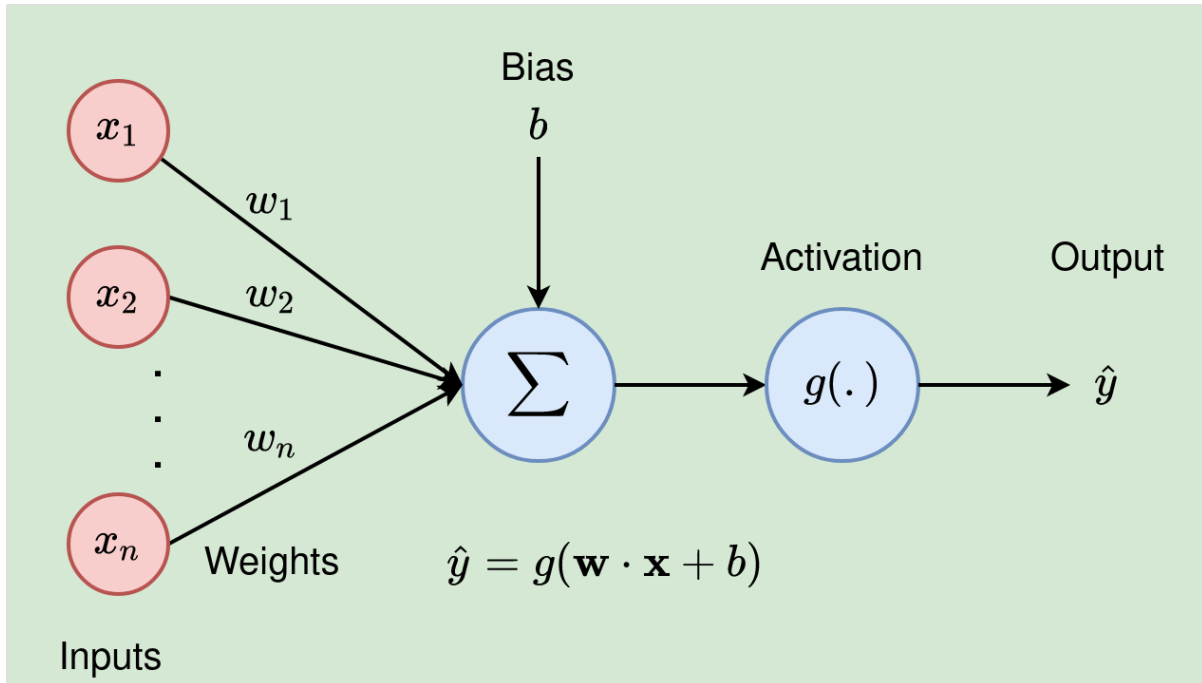 Bias
b
x₁
w₁
Activation
Output
x₂
w₂
∑
g(.)
ŷ
.
.
.
wₙ
xₙ
Weights
ŷ = g(𝐰 · 𝐱 + b)
Inputs